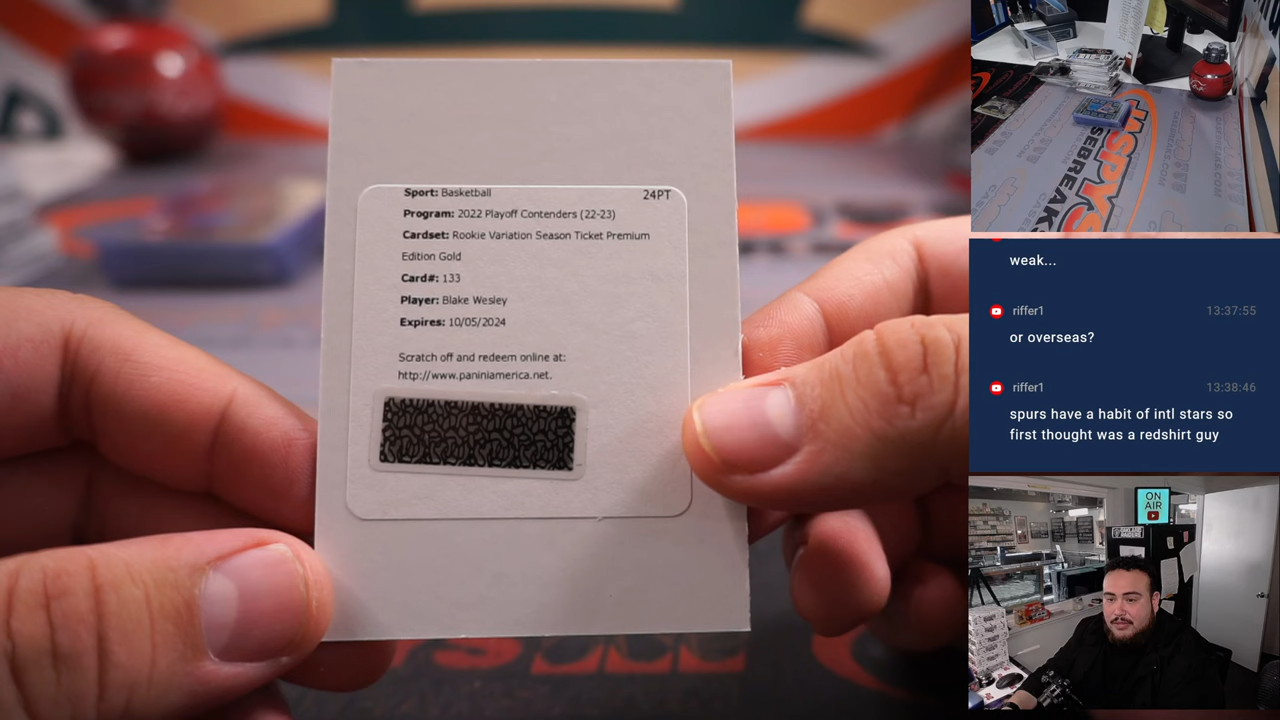 Sport: Basketball
24PT
Program: 2022 Playoff Contenders (22-23)
Cardset: Rookie Variation Season Ticket Premium
Edition Gold
Card#: 133
Player: Blake Wesley
Expires: 10/05/2024
Scratch off and redeem online at:
http://www.paniniamerica.net.
JASPYS
CASEBREAKS.COM
weak...
riffer1 13:37:55
or overseas?
riffer1 13:38:46
spurs have a habit of intl stars so
first thought was a redshirt guy
ON
AIR